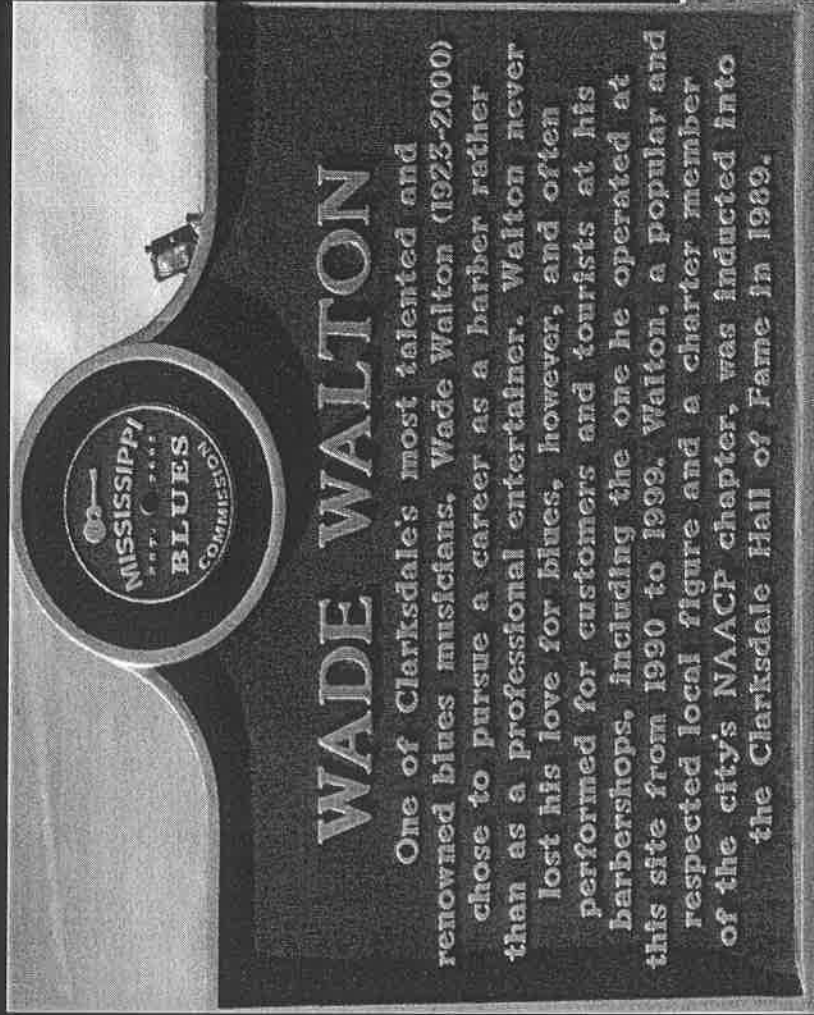 MISSISSIPPI
BLUES
COMMISSION
WADE WALTON
One of Clarksdale's most talented and
renowned blues musicians, Wade Walton (1923-2000)
chose to pursue a career as a barber rather
than as a professional entertainer. Walton never
lost his love for blues, however, and often
performed for customers and tourists at his
barbershops, including the one he operated at
this site from 1990 to 1999. Walton, a popular and
respected local figure and a charter member
of the city's NAACP chapter, was inducted into
the Clarksdale Hall of Fame in 1989.